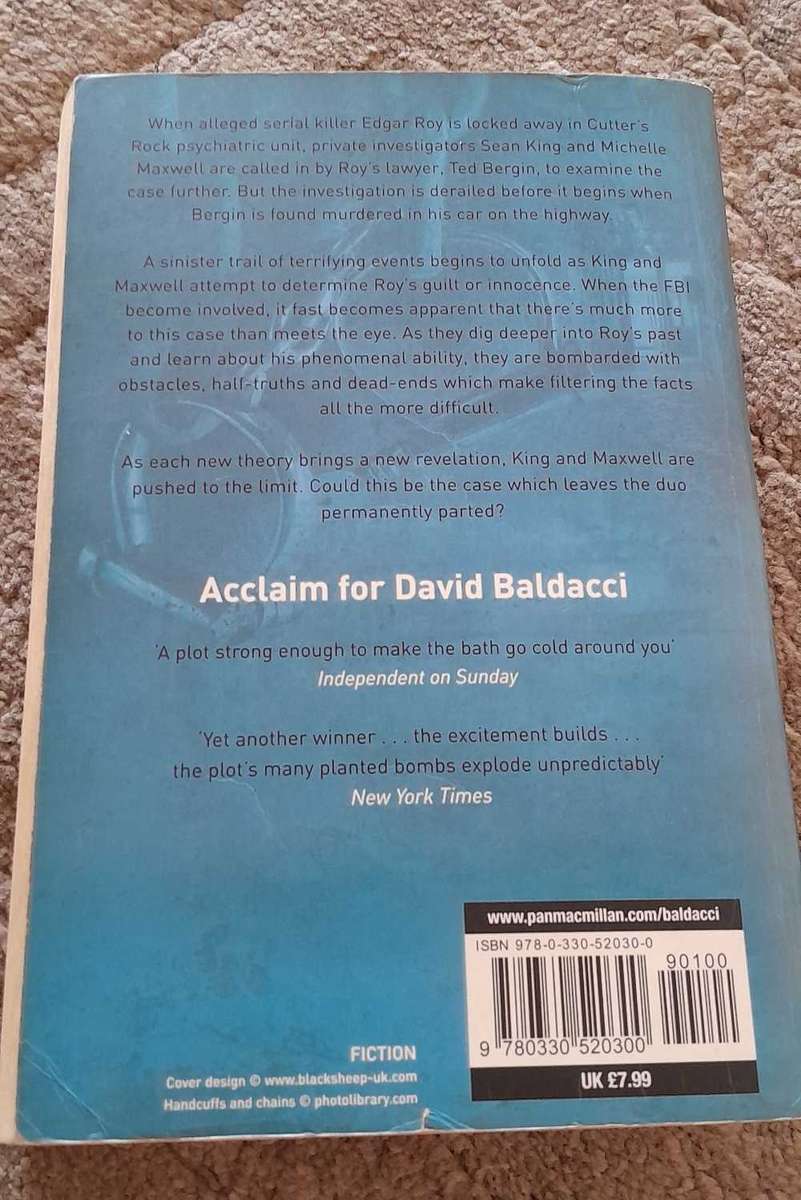 When alleged serial killer Edgar Roy is locked away in Cutter's
Rock psychiatric unit, private investigators Sean King and Michelle
Maxwell are called in by Roy's lawyer, Ted Bergin, to examine the
case further. But the investigation is derailed before it begins when
Bergin is found murdered in his car on the highway.
A sinister trail of terrifying events begins to unfold as King and
Maxwell attempt to determine Roy's guilt or innocence. When the FBI
become involved, it fast becomes apparent that there's much more
to this case than meets the eye. As they dig deeper into Roy's past
and learn about his phenomenal ability, they are bombarded with
obstacles, half-truths and dead-ends which make filtering the facts
all the more difficult.
As each new theory brings a new revelation, King and Maxwell are
pushed to the limit. Could this be the case which leaves the duo
permanently parted?
Acclaim for David Baldacci
'A plot strong enough to make the bath go cold around you'
Independent on Sunday
'Yet another winner . . . the excitement builds . . .
the plot's many planted bombs explode unpredictably'
New York Times
www.panmacmillan.com/baldacci
ISBN 978-0-330-52030-0
90100
9 780330 520300
UK £7.99
FICTION
Cover design © www.blacksheep-uk.com
Handcuffs and chains © photolibrary.com